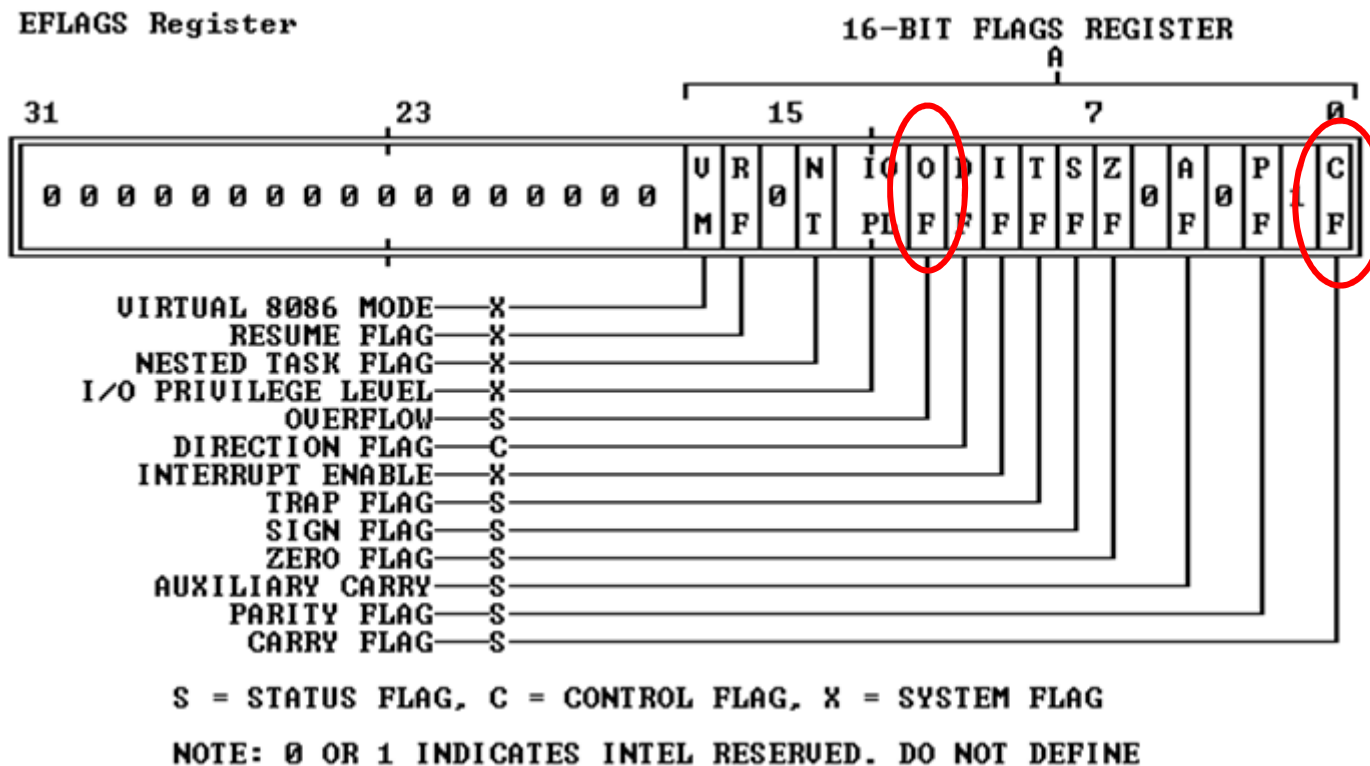 EFLAGS Register
16-BIT FLAGS REGISTER
A
31 23 15 7 0
0 0 0 0 0 0 0 0 0 0 0 0 0 0 0 0 0 V R 0 N IO O D I T S Z 0 A 0 P 1 C
M F T PL F F F F F F F F F
VIRTUAL 8086 MODE X
RESUME FLAG X
NESTED TASK FLAG X
I/O PRIVILEGE LEVEL X
OVERFLOW S
DIRECTION FLAG C
INTERRUPT ENABLE X
TRAP FLAG S
SIGN FLAG S
ZERO FLAG S
AUXILIARY CARRY S
PARITY FLAG S
CARRY FLAG S
S = STATUS FLAG, C = CONTROL FLAG, X = SYSTEM FLAG
NOTE: 0 OR 1 INDICATES INTEL RESERVED. DO NOT DEFINE